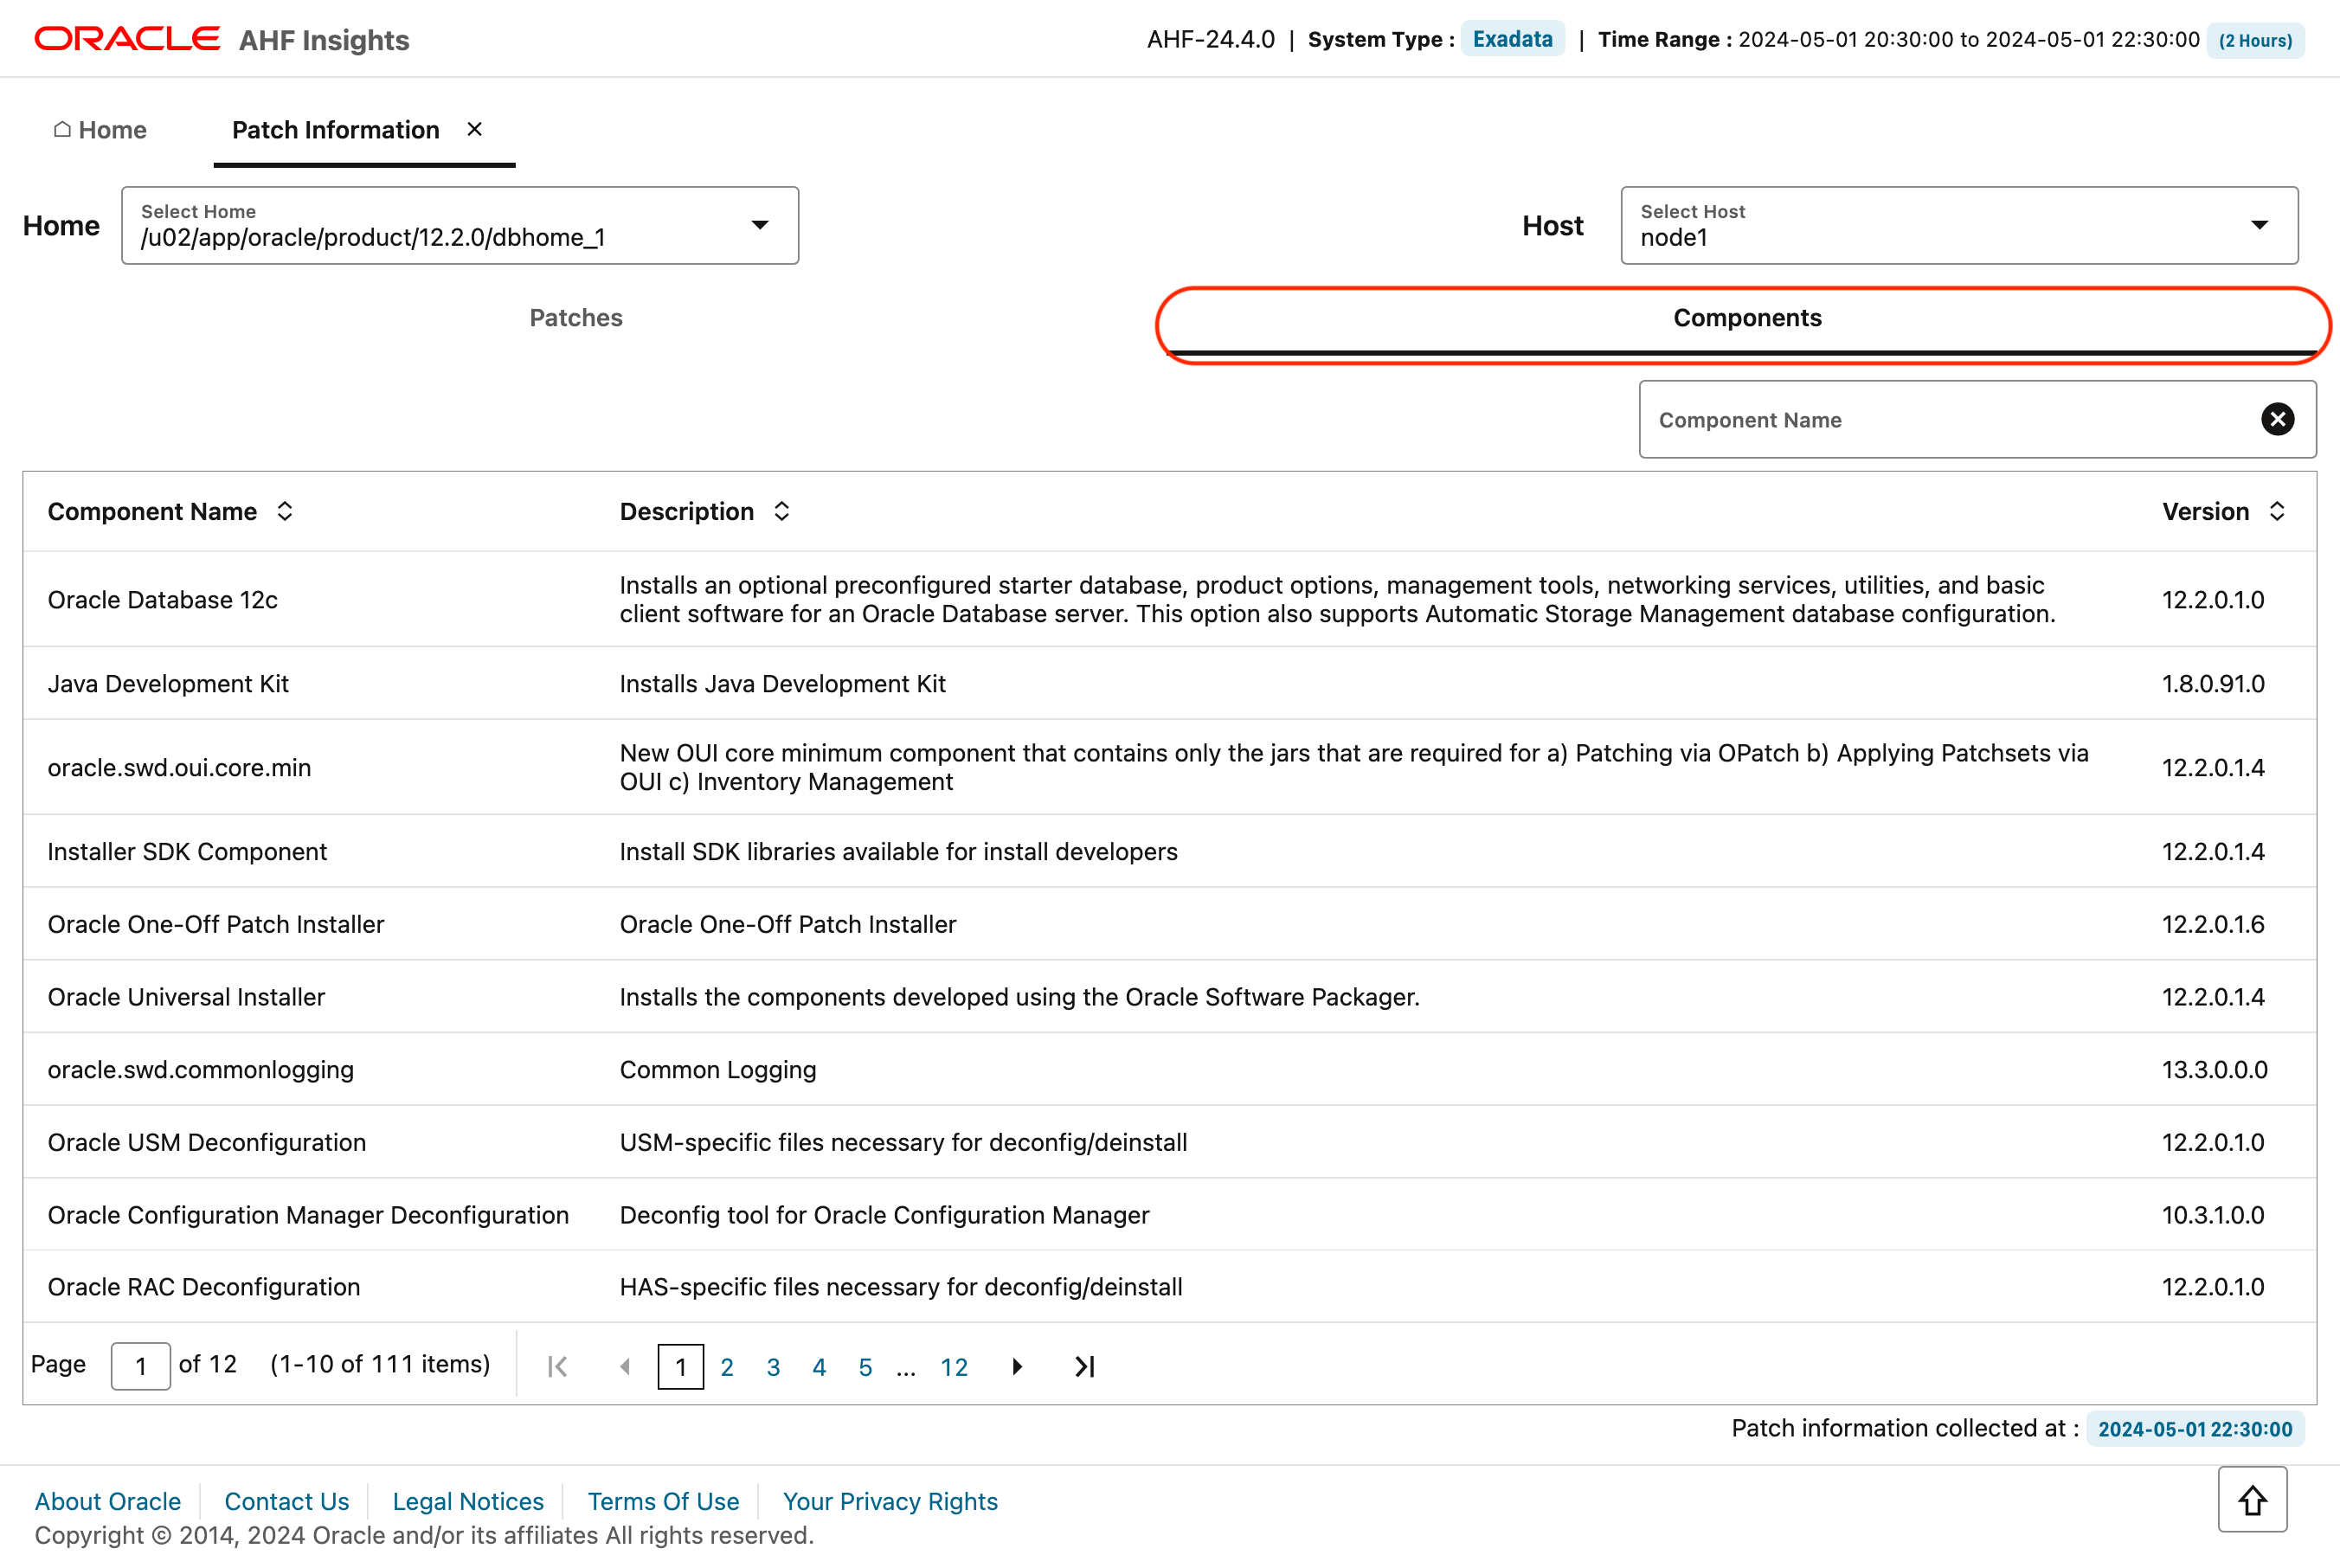 ORACLE AHF Insights
AHF-24.4.0 | System Type : Exadata | Time Range : 2024-05-01 20:30:00 to 2024-05-01 22:30:00 (2 Hours)
Home
Patch Information
Home
Select Home
/u02/app/oracle/product/12.2.0/dbhome_1
Host
Select Host
node1
Patches
Components
Component Name
Component Name Description Version
Oracle Database 12c
Installs an optional preconfigured starter database, product options, management tools, networking services, utilities, and basic
client software for an Oracle Database server. This option also supports Automatic Storage Management database configuration.
12.2.0.1.0
Java Development Kit Installs Java Development Kit 1.8.0.91.0
oracle.swd.oui.core.min
New OUI core minimum component that contains only the jars that are required for a) Patching via OPatch b) Applying Patchsets via
OUI c) Inventory Management
12.2.0.1.4
Installer SDK Component Install SDK libraries available for install developers 12.2.0.1.4
Oracle One-Off Patch Installer Oracle One-Off Patch Installer 12.2.0.1.6
Oracle Universal Installer Installs the components developed using the Oracle Software Packager. 12.2.0.1.4
oracle.swd.commonlogging Common Logging 13.3.0.0.0
Oracle USM Deconfiguration USM-specific files necessary for deconfig/deinstall 12.2.0.1.0
Oracle Configuration Manager Deconfiguration Deconfig tool for Oracle Configuration Manager 10.3.1.0.0
Oracle RAC Deconfiguration HAS-specific files necessary for deconfig/deinstall 12.2.0.1.0
Page 1 of 12 (1-10 of 111 items) 1 2 3 4 5 ... 12
Patch information collected at : 2024-05-01 22:30:00
About Oracle Contact Us Legal Notices Terms Of Use Your Privacy Rights
Copyright © 2014, 2024 Oracle and/or its affiliates All rights reserved.